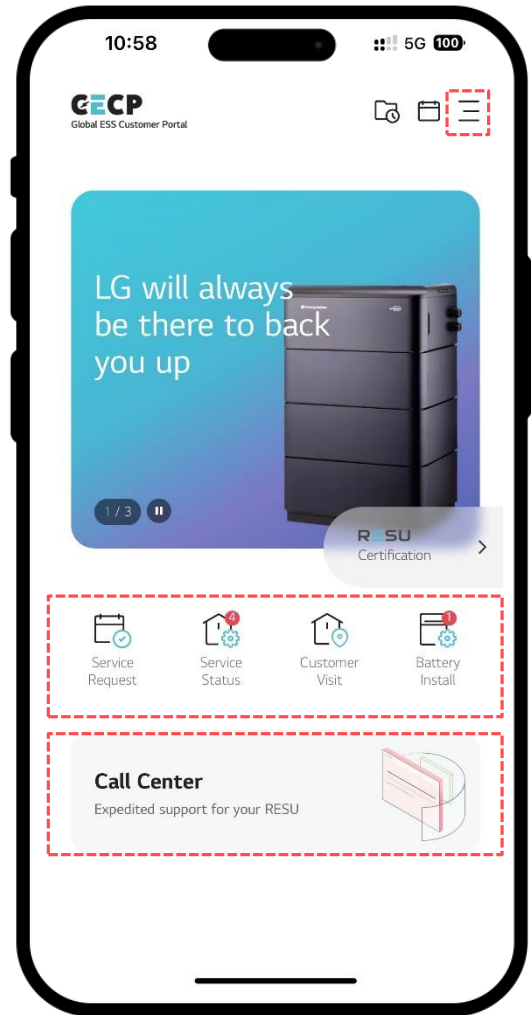 10:58
5G 100
GECP
Global ESS Customer Portal
LG will always
be there to back
you up
1 / 3
RESU
Certification
4
1
Service
Request
Service
Status
Customer
Visit
Battery
Install
Call Center
Expedited support for your RESU